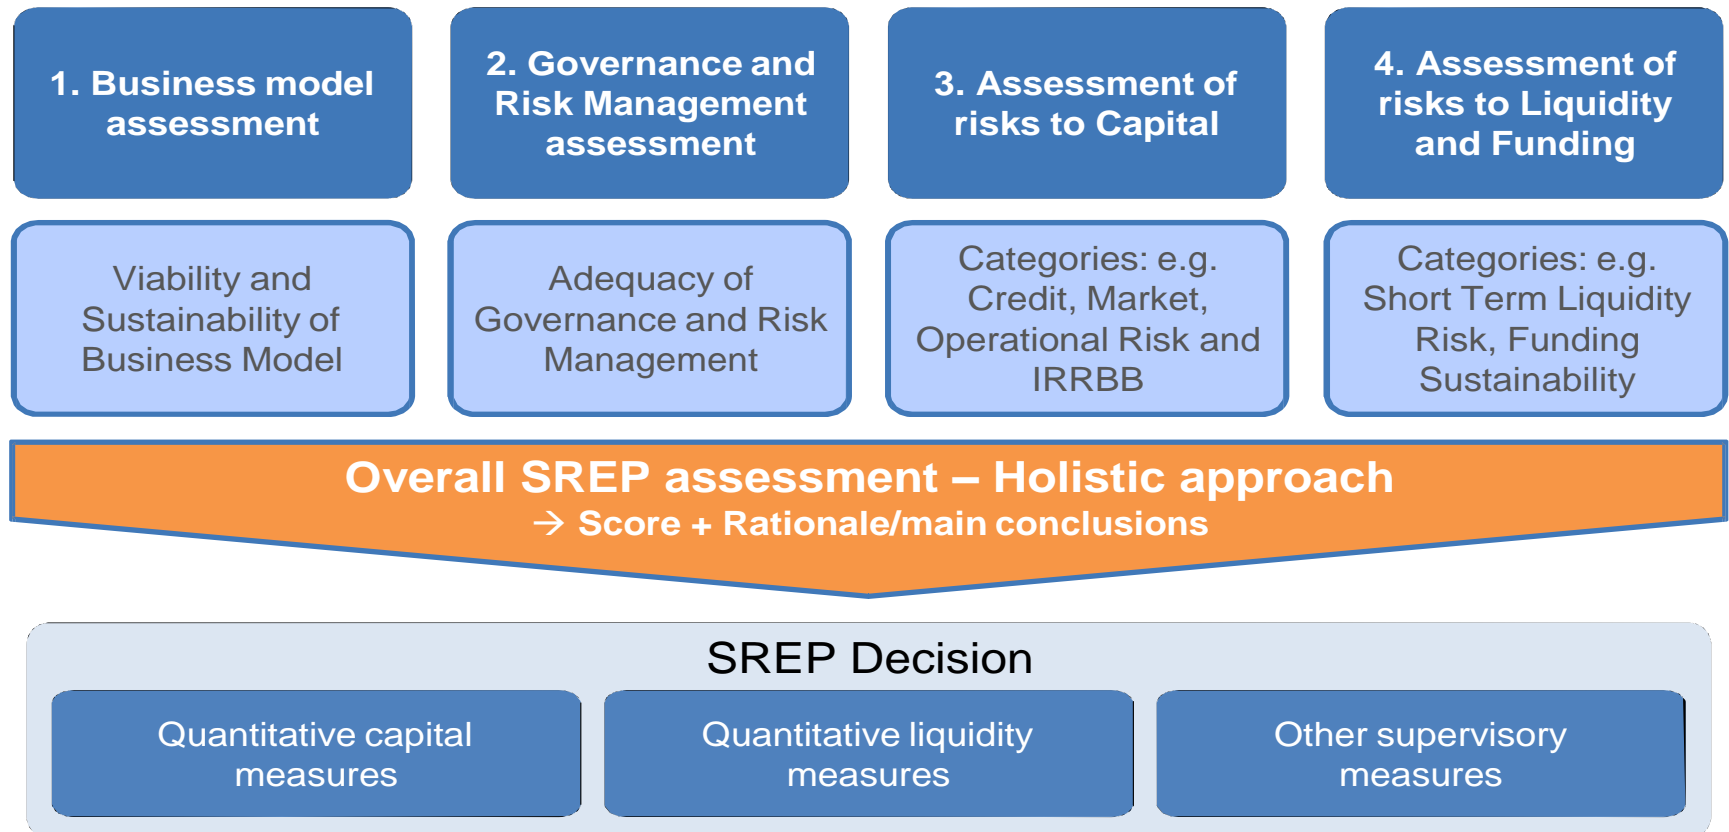 1. Business model
assessment
2. Governance and
Risk Management
assessment
3. Assessment of
risks to Capital
4. Assessment of
risks to Liquidity
and Funding
Viability and
Sustainability of
Business Model
Adequacy of
Governance and Risk
Management
Categories: e.g.
Credit, Market,
Operational Risk and
IRRBB
Categories: e.g.
Short Term Liquidity
Risk, Funding
Sustainability
Overall SREP assessment – Holistic approach
→ Score + Rationale/main conclusions
SREP Decision
Quantitative capital
measures
Quantitative liquidity
measures
Other supervisory
measures